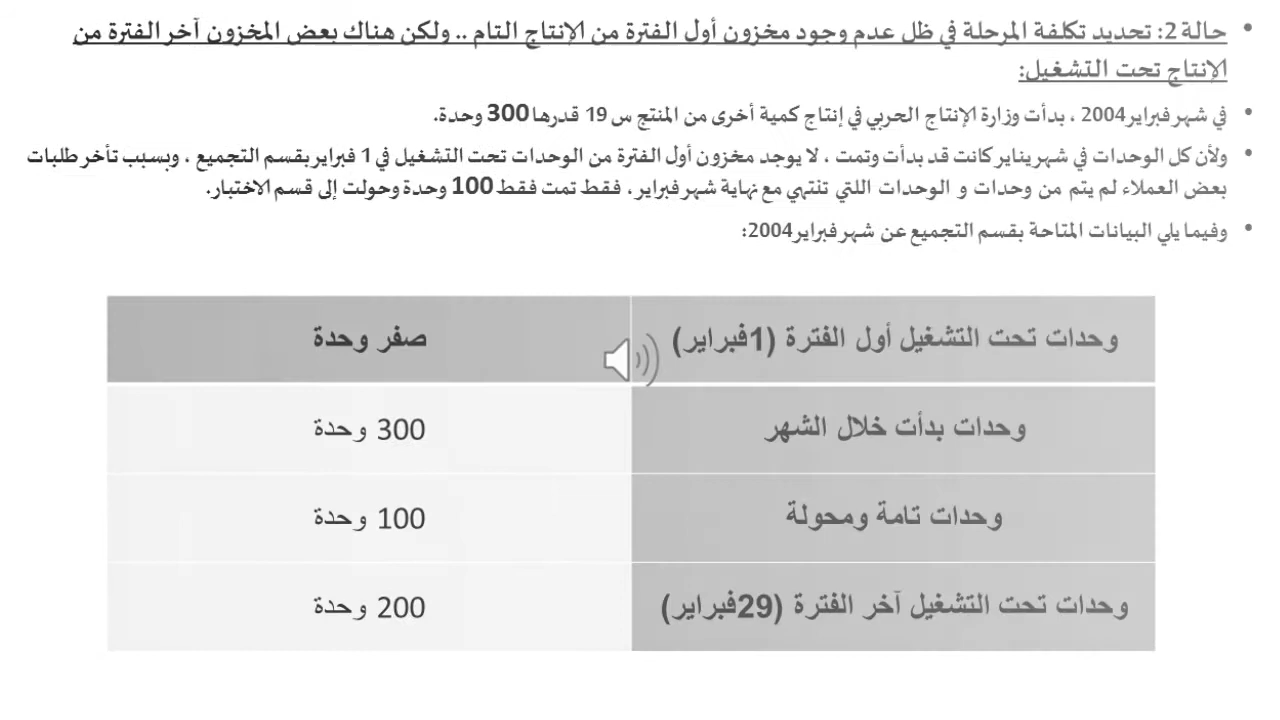 • حالة 2: تحديد تكلفة المرحلة في ظل عدم وجود مخزون أول الفترة من الإنتاج التام .. ولكن هناك بعض المخزون آخر الفترة من
الإنتاج تحت التشغيل:
• في شهر فبراير 2004 ، بدأت وزارة الإنتاج الحربي في إنتاج كمية أخرى من المنتج س 19 قدرها 300 وحدة.
• ولأن كل الوحدات في شهر يناير كانت قد بدأت وتمت ، لا يوجد مخزون أول الفترة من الوحدات تحت التشغيل في 1 فبراير بقسم التجميع ، وبسبب تأخر طلبات
بعض العملاء لم يتم من وحدات و الوحدات اللتي تنتهي مع نهاية شهر فبراير ، فقط تمت فقط 100 وحدة وحولت إلى قسم الاختبار.
• وفيما يلي البيانات المتاحة بقسم التجميع عن شهر فبراير 2004:
وحدات تحت التشغيل أول الفترة (1فبراير) صفر وحدة
وحدات بدأت خلال الشهر 300 وحدة
وحدات تامة ومحولة 100 وحدة
وحدات تحت التشغيل آخر الفترة (29فبراير) 200 وحدة